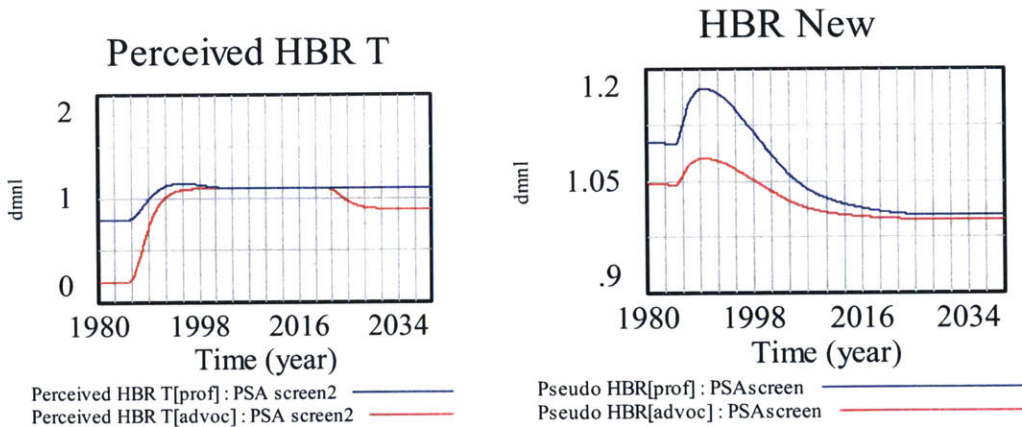 Perceived HBR T
2
1
0
dmnl
1980 1998 2016 2034
Time (year)
Perceived HBR T[prof] : PSA screen2
Perceived HBR T[advoc] : PSA screen2
HBR New
1.2
1.05
.9
dmnl
1980 1998 2016 2034
Time (year)
Pseudo HBR[prof] : PSAscreen
Pseudo HBR[advoc] : PSAscreen